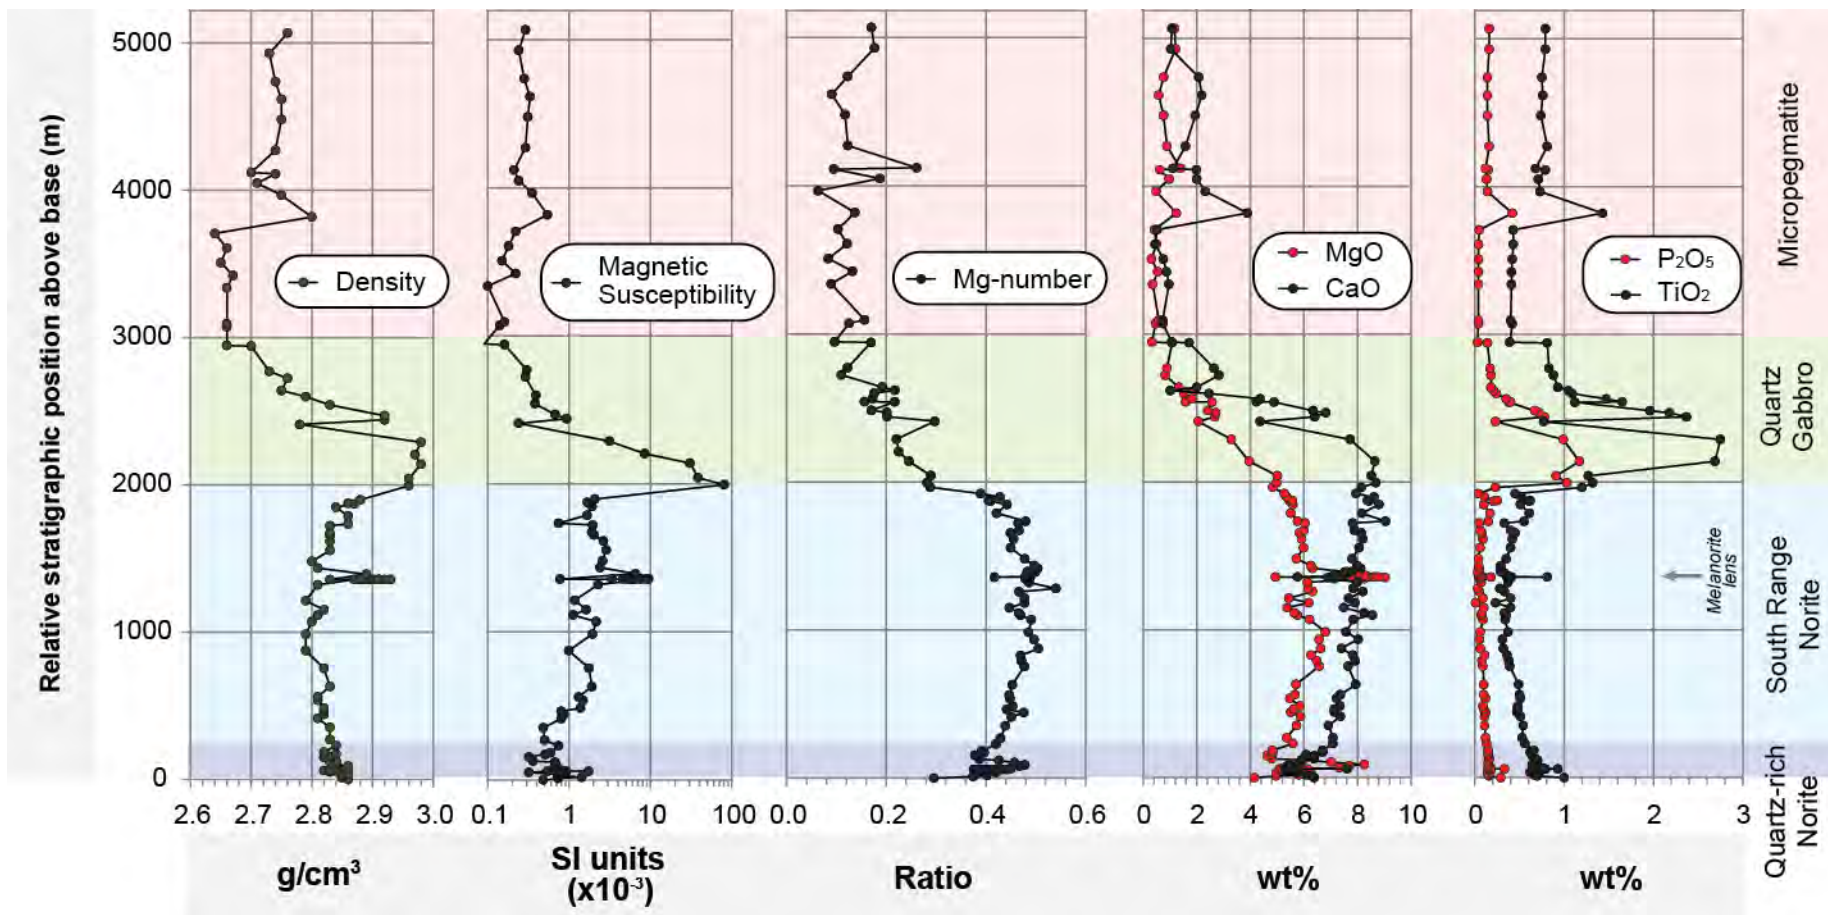 Relative stratigraphic position above base (m)
5000
4000
3000
2000
1000
0
Density
Magnetic
Susceptibility
Mg-number
MgO
CaO
P₂O₅
TiO₂
Micropegmatite
Quartz
Gabbro
South Range
Norite
Melanorite
lens
Quartz-rich
Norite
2.6 2.7 2.8 2.9 3.0
0.1 1 10 100
0.0 0.2 0.4 0.6
0 2 4 6 8 10
0 1 2 3
g/cm³
SI units
(x10⁻³)
Ratio
wt%
wt%